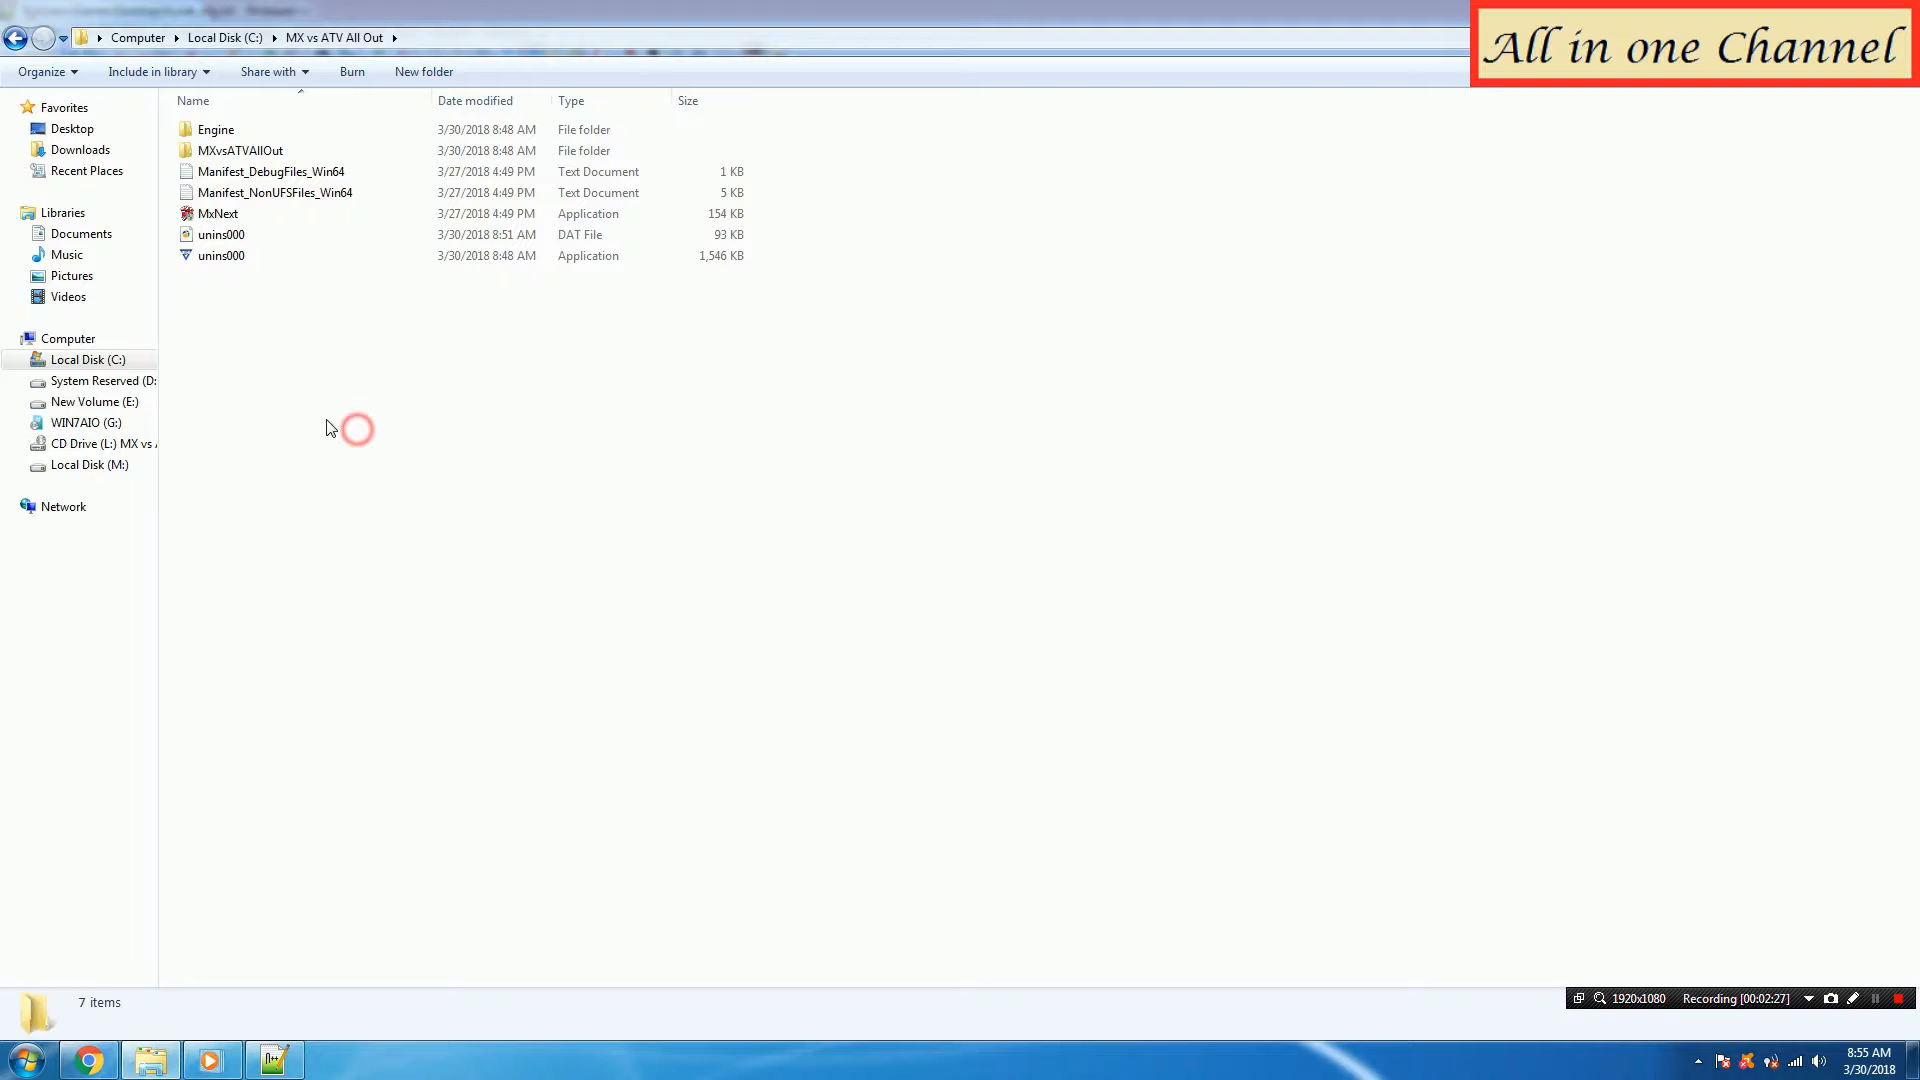 Computer Local Disk (C:) MX vs ATV All Out
All in one Channel
Organize Include in library Share with Burn New folder
Name Date modified Type Size
Favorites
Desktop
Downloads
Recent Places
Libraries
Documents
Music
Pictures
Videos
Computer
Local Disk (C:)
System Reserved (D:
New Volume (E:)
WIN7AIO (G:)
CD Drive (L:) MX vs
Local Disk (M:)
Network
Engine 3/30/2018 8:48 AM File folder
MXvsATVAllOut 3/30/2018 8:48 AM File folder
Manifest_DebugFiles_Win64 3/27/2018 4:49 PM Text Document 1 KB
Manifest_NonUFSFiles_Win64 3/27/2018 4:49 PM Text Document 5 KB
MxNext 3/27/2018 4:49 PM Application 154 KB
unins000 3/30/2018 8:51 AM DAT File 93 KB
unins000 3/30/2018 8:48 AM Application 1,546 KB
7 items
1920x1080 Recording [00:02:27]
8:55 AM
3/30/2018